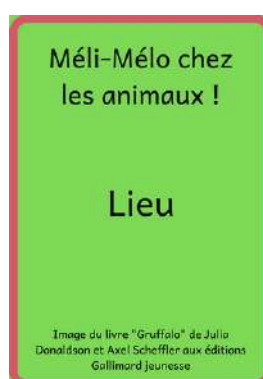 Méli-Mélo chez
les animaux !
Lieu
Image du livre "Gruffalo" de Julia
Donaldson et Axel Scheffler aux éditions
Gallimard jeunesse